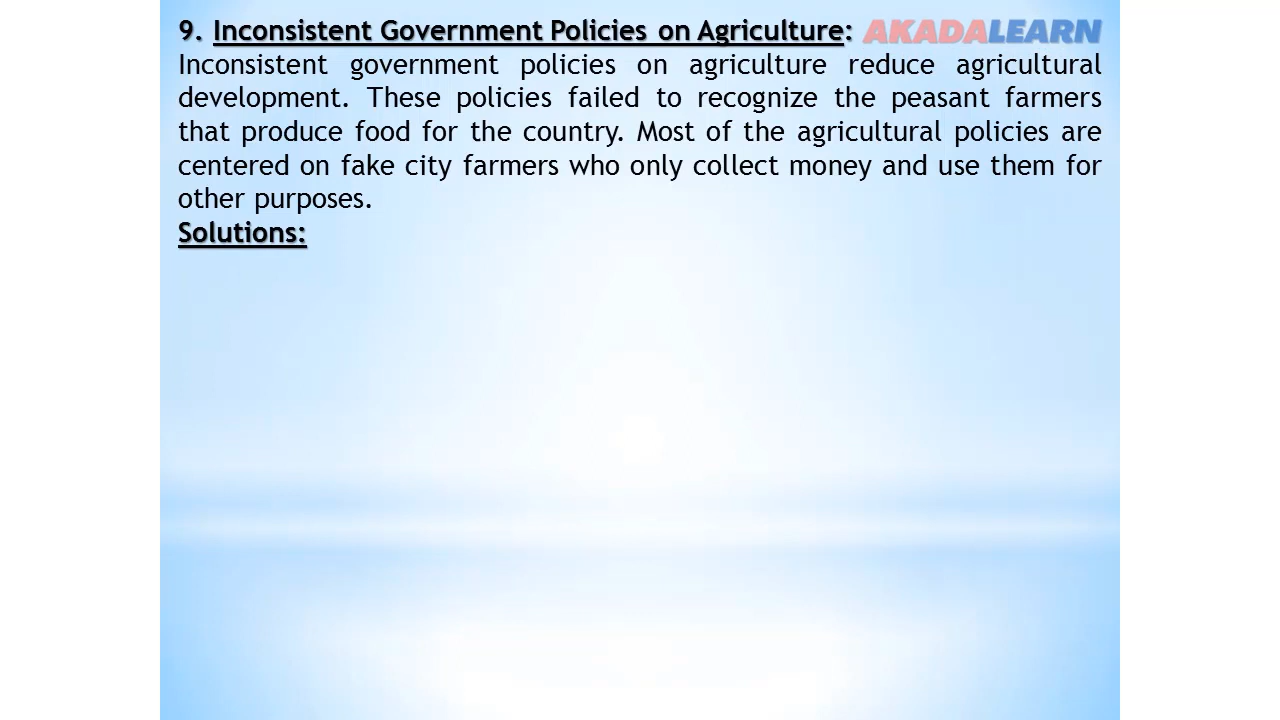 9. Inconsistent Government Policies on Agriculture: AKADALEARN
Inconsistent government policies on agriculture reduce agricultural
development. These policies failed to recognize the peasant farmers
that produce food for the country. Most of the agricultural policies are
centered on fake city farmers who only collect money and use them for
other purposes.
Solutions: